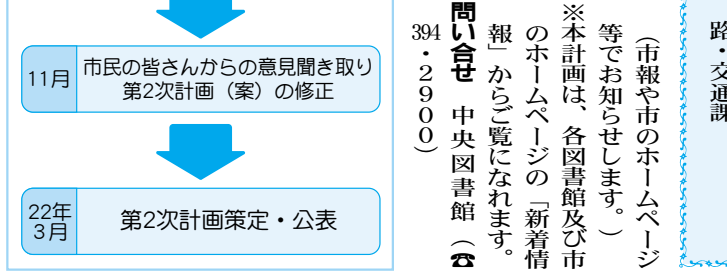 路・交通課
（市報や市のホームページ
等でお知らせします。）
※本計画は、各図書館及び市
のホームページの「新着情
報」からご覧になれます。
問い合せ　中央図書館（☎
394・2900）
11月
市民の皆さんからの意見聞き取り
第2次計画（案）の修正
22年
3月
第2次計画策定・公表